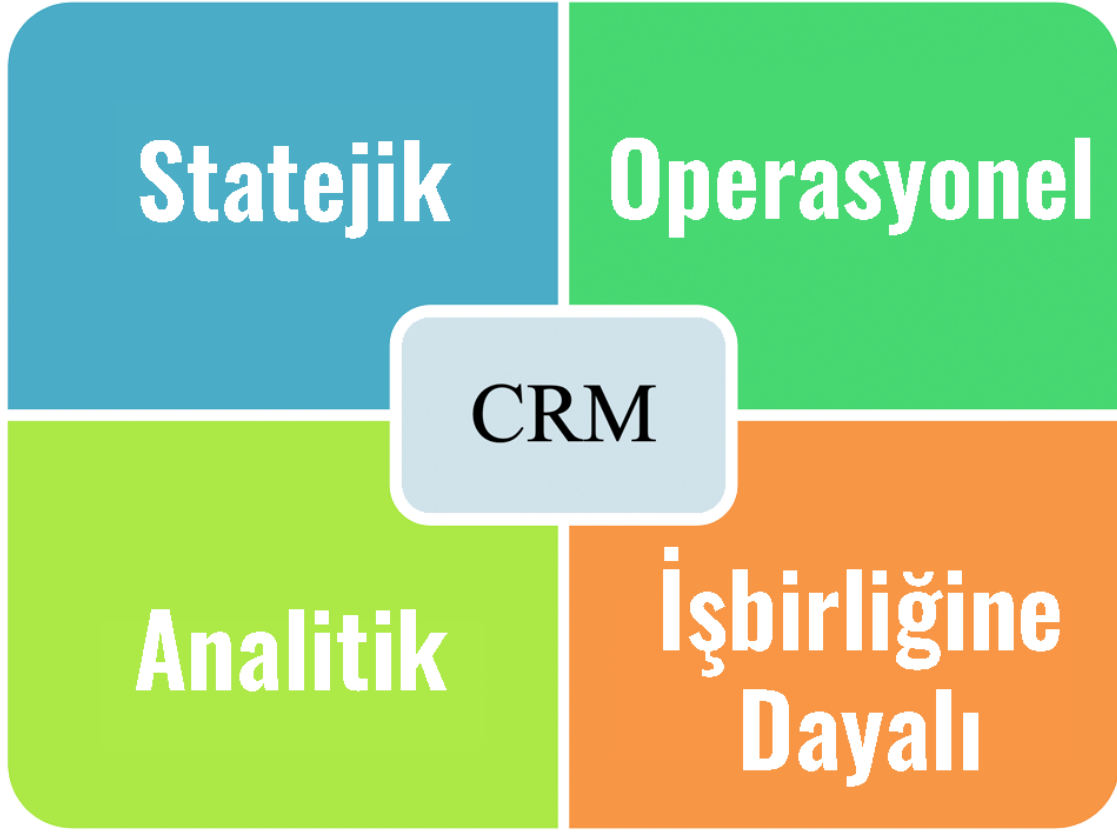 Statejik
Operasyonel
CRM
Analitik
İşbirliğine
Dayalı